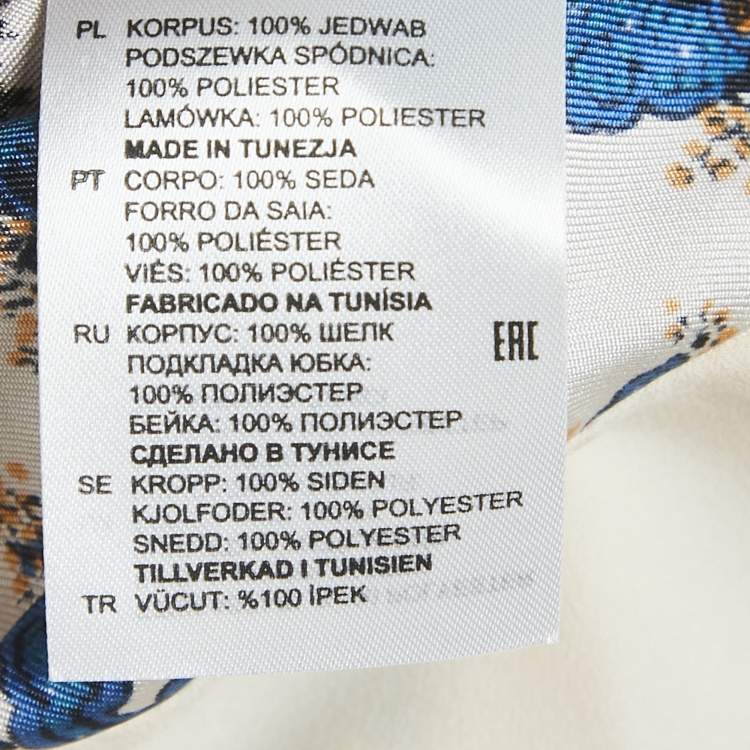 PL KORPUS: 100% JEDWAB
PODSZEWKA SPÓDNICA:
100% POLIESTER
LAMÓWKA: 100% POLIESTER
MADE IN TUNEZJA
PT CORPO: 100% SEDA
FORRO DA SAIA:
100% POLIÉSTER
VIÉS: 100% POLIÉSTER
FABRICADO NA TUNÍSIA
RU КОРПУС: 100% ШЕЛК
EAC
ПОДКЛАДКА ЮБКА:
100% ПОЛИЭСТЕР
БЕЙКА: 100% ПОЛИЭСТЕР
СДЕЛАНО В ТУНИСЕ
SE KROPP: 100% SIDEN
KJOLFODER: 100% POLYESTER
SNEDD: 100% POLYESTER
TILLVERKAD I TUNISIEN
TR VÜCUT: %100 İPEK